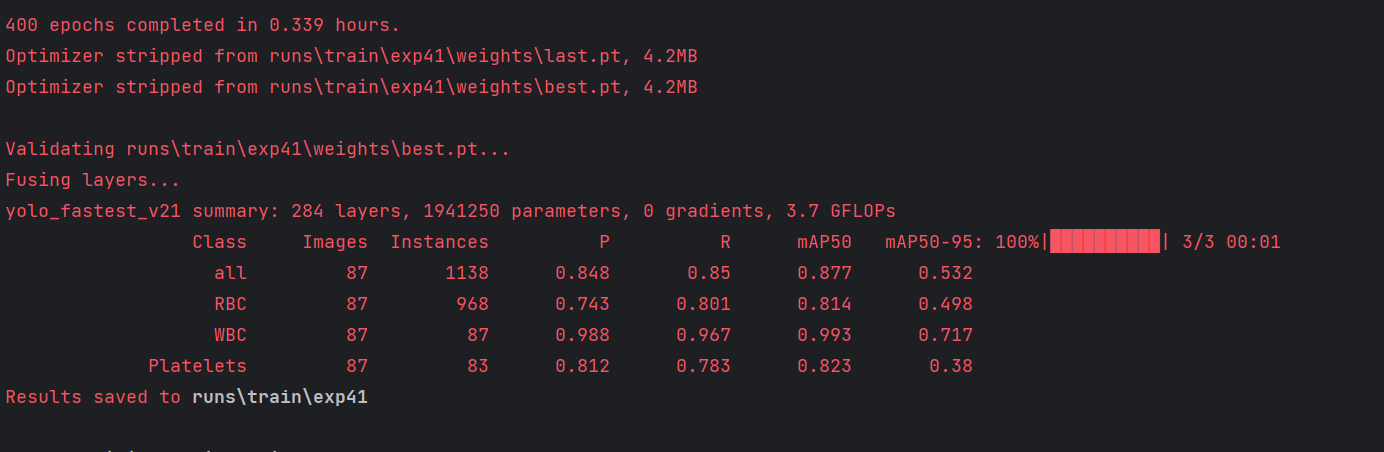 400 epochs completed in 0.339 hours.
Optimizer stripped from runs\train\exp41\weights\last.pt, 4.2MB
Optimizer stripped from runs\train\exp41\weights\best.pt, 4.2MB
Validating runs\train\exp41\weights\best.pt...
Fusing layers...
yolo_fastest_v21 summary: 284 layers, 1941250 parameters, 0 gradients, 3.7 GFLOPs
Class Images Instances P R mAP50 mAP50-95: 100%|██████████| 3/3 00:01
all 87 1138 0.848 0.85 0.877 0.532
RBC 87 968 0.743 0.801 0.814 0.498
WBC 87 87 0.988 0.967 0.993 0.717
Platelets 87 83 0.812 0.783 0.823 0.38
Results saved to runs\train\exp41